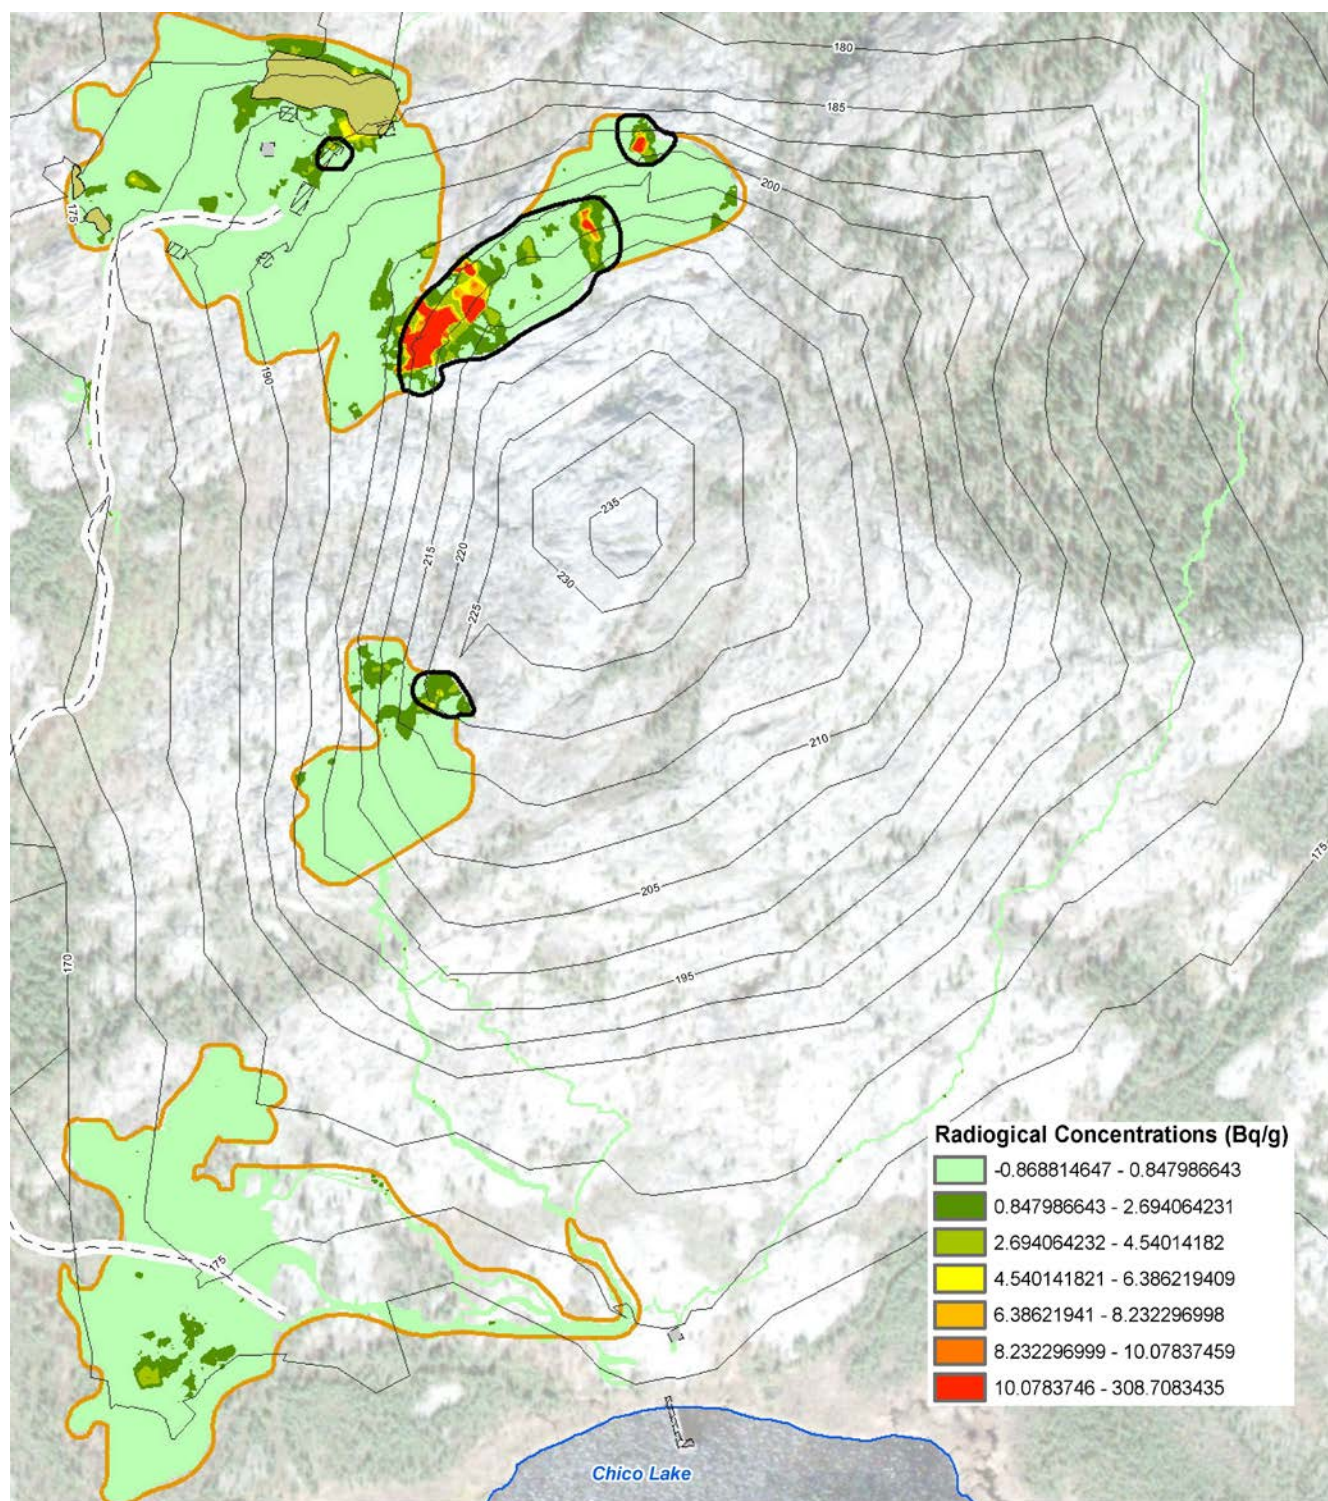 180
185
200
175
190
235
215
220
230
225
210
175
205
170
195
Radiogical Concentrations (Bq/g)
-0.868814647 - 0.847986643
0.847986643 - 2.694064231
2.694064232 - 4.54014182
4.540141821 - 6.386219409
6.38621941 - 8.232296998
8.232296999 - 10.07837459
10.0783746 - 308.7083435
175
Chico Lake